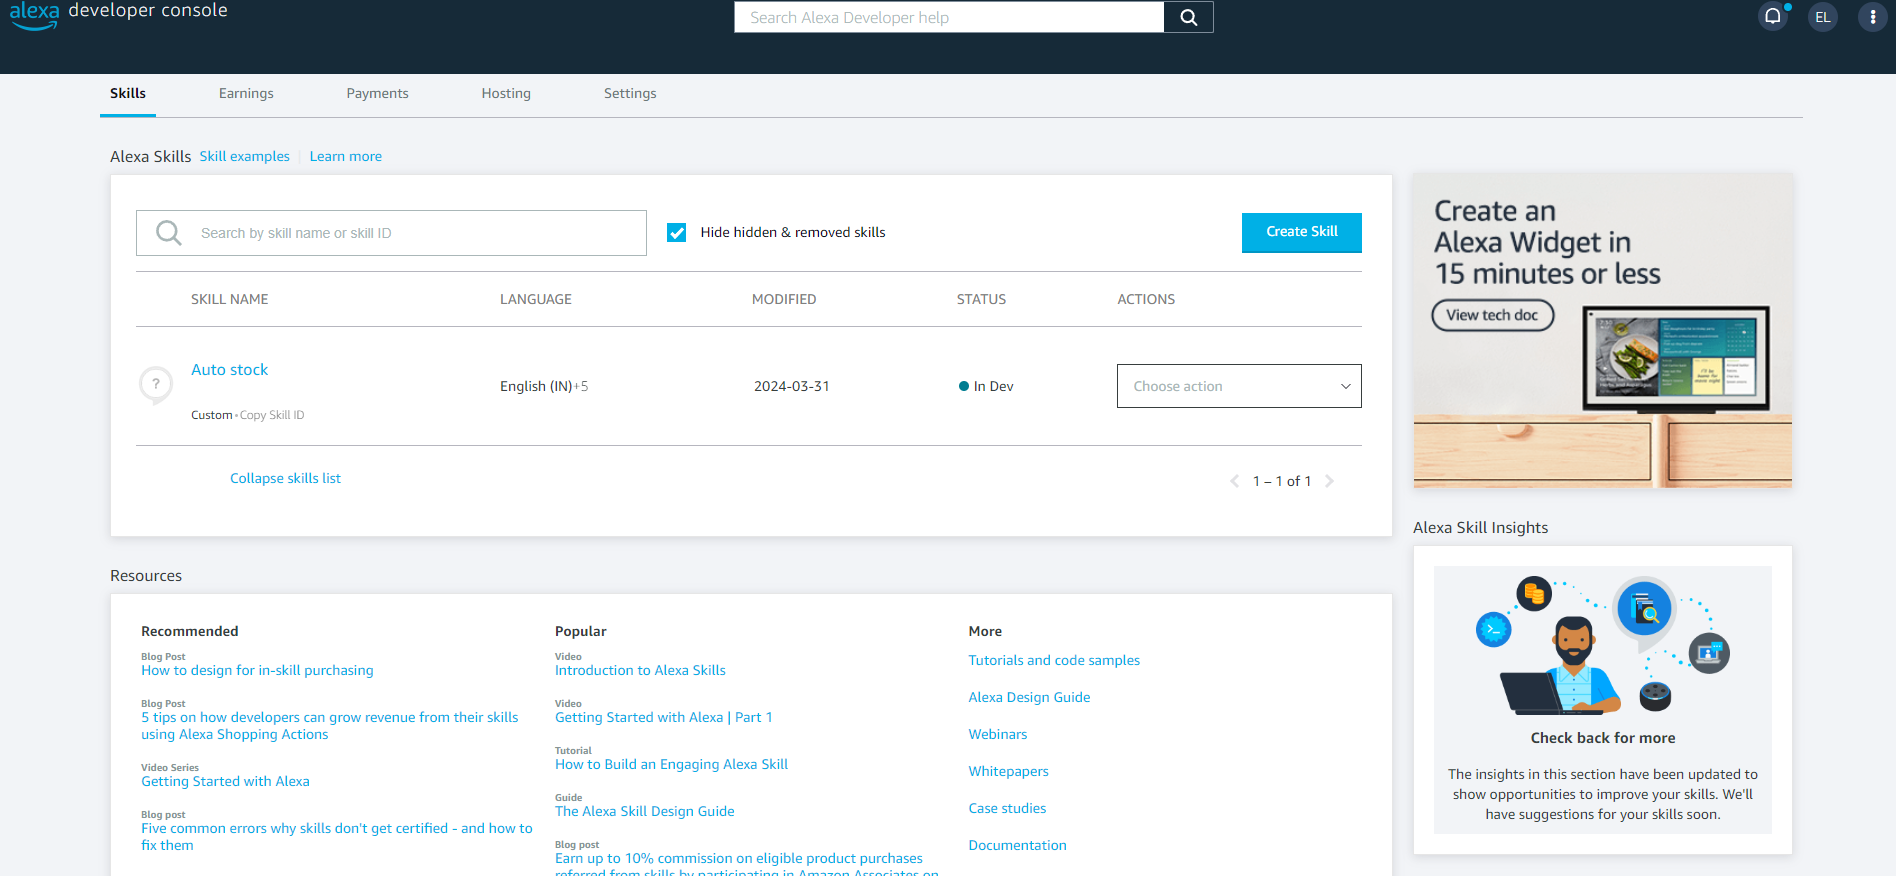 alexa developer console
Search Alexa Developer help
EL
Skills Earnings Payments Hosting Settings
Alexa Skills Skill examples Learn more
Search by skill name or skill ID
Hide hidden & removed skills
Create Skill
SKILL NAME LANGUAGE MODIFIED STATUS ACTIONS
?
Auto stock
English (IN)+5 2024-03-31 In Dev Choose action
Custom • Copy Skill ID
Collapse skills list
1 – 1 of 1
Create an
Alexa Widget in
15 minutes or less
View tech doc
Resources
Recommended
Blog Post
How to design for in-skill purchasing
Blog Post
5 tips on how developers can grow revenue from their skills
using Alexa Shopping Actions
Video Series
Getting Started with Alexa
Blog post
Five common errors why skills don't get certified - and how to
fix them
Popular
Video
Introduction to Alexa Skills
Video
Getting Started with Alexa | Part 1
Tutorial
How to Build an Engaging Alexa Skill
Guide
The Alexa Skill Design Guide
Blog post
Earn up to 10% commission on eligible product purchases
referred from skills by participating in Amazon Associates on
More
Tutorials and code samples
Alexa Design Guide
Webinars
Whitepapers
Case studies
Documentation
Alexa Skill Insights
Check back for more
The insights in this section have been updated to
show opportunities to improve your skills. We'll
have suggestions for your skills soon.